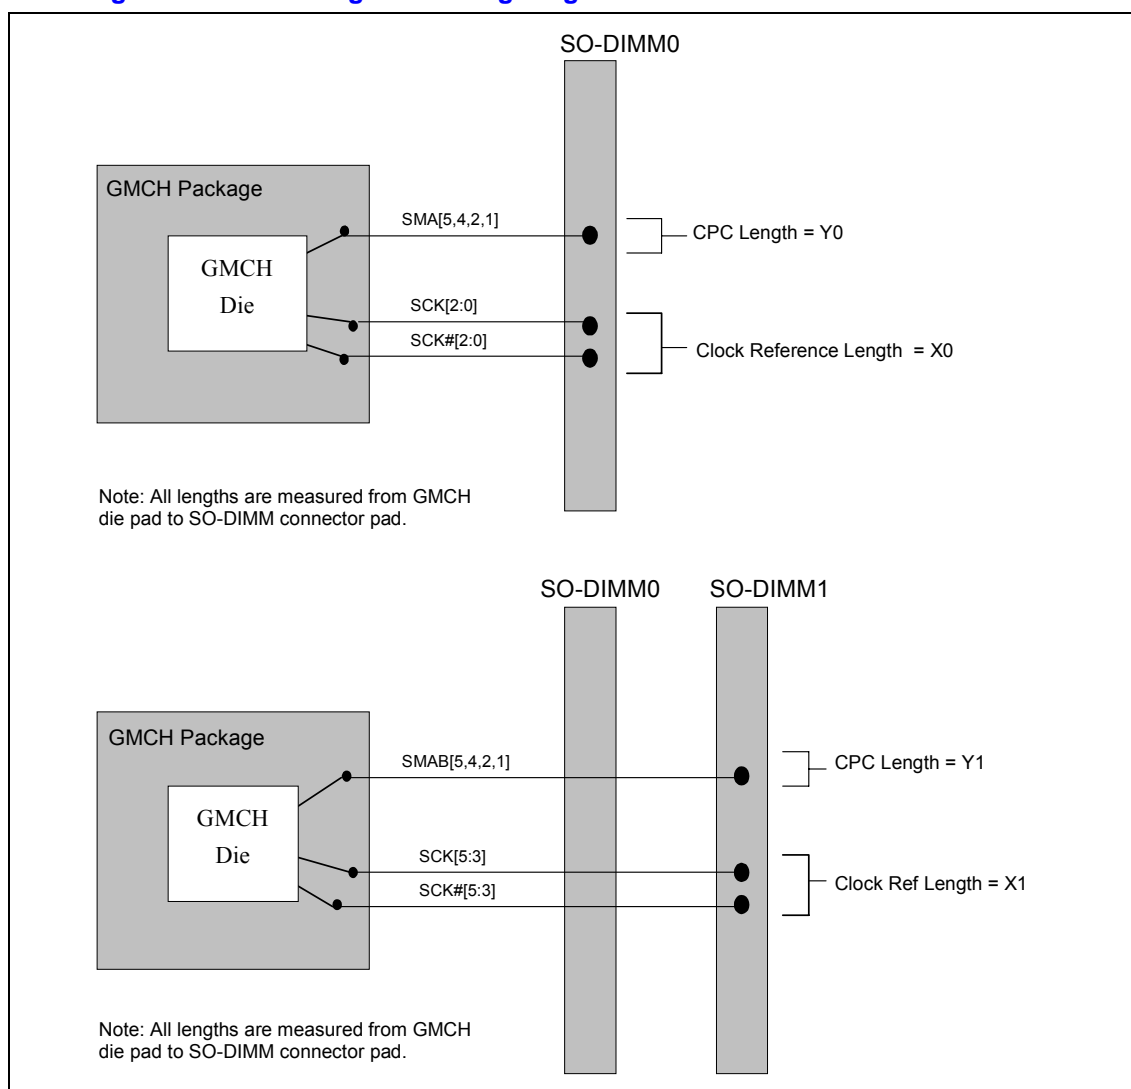 SO-DIMM0
GMCH Package
SMA[5,4,2,1]
CPC Length = Y0
GMCH
Die
SCK[2:0]
SCK#[2:0]
Clock Reference Length = X0
Note: All lengths are measured from GMCH
die pad to SO-DIMM connector pad.
SO-DIMM0 SO-DIMM1
GMCH Package
SMAB[5,4,2,1]
CPC Length = Y1
GMCH
Die
SCK[5:3]
SCK#[5:3]
Clock Ref Length = X1
Note: All lengths are measured from GMCH
die pad to SO-DIMM connector pad.